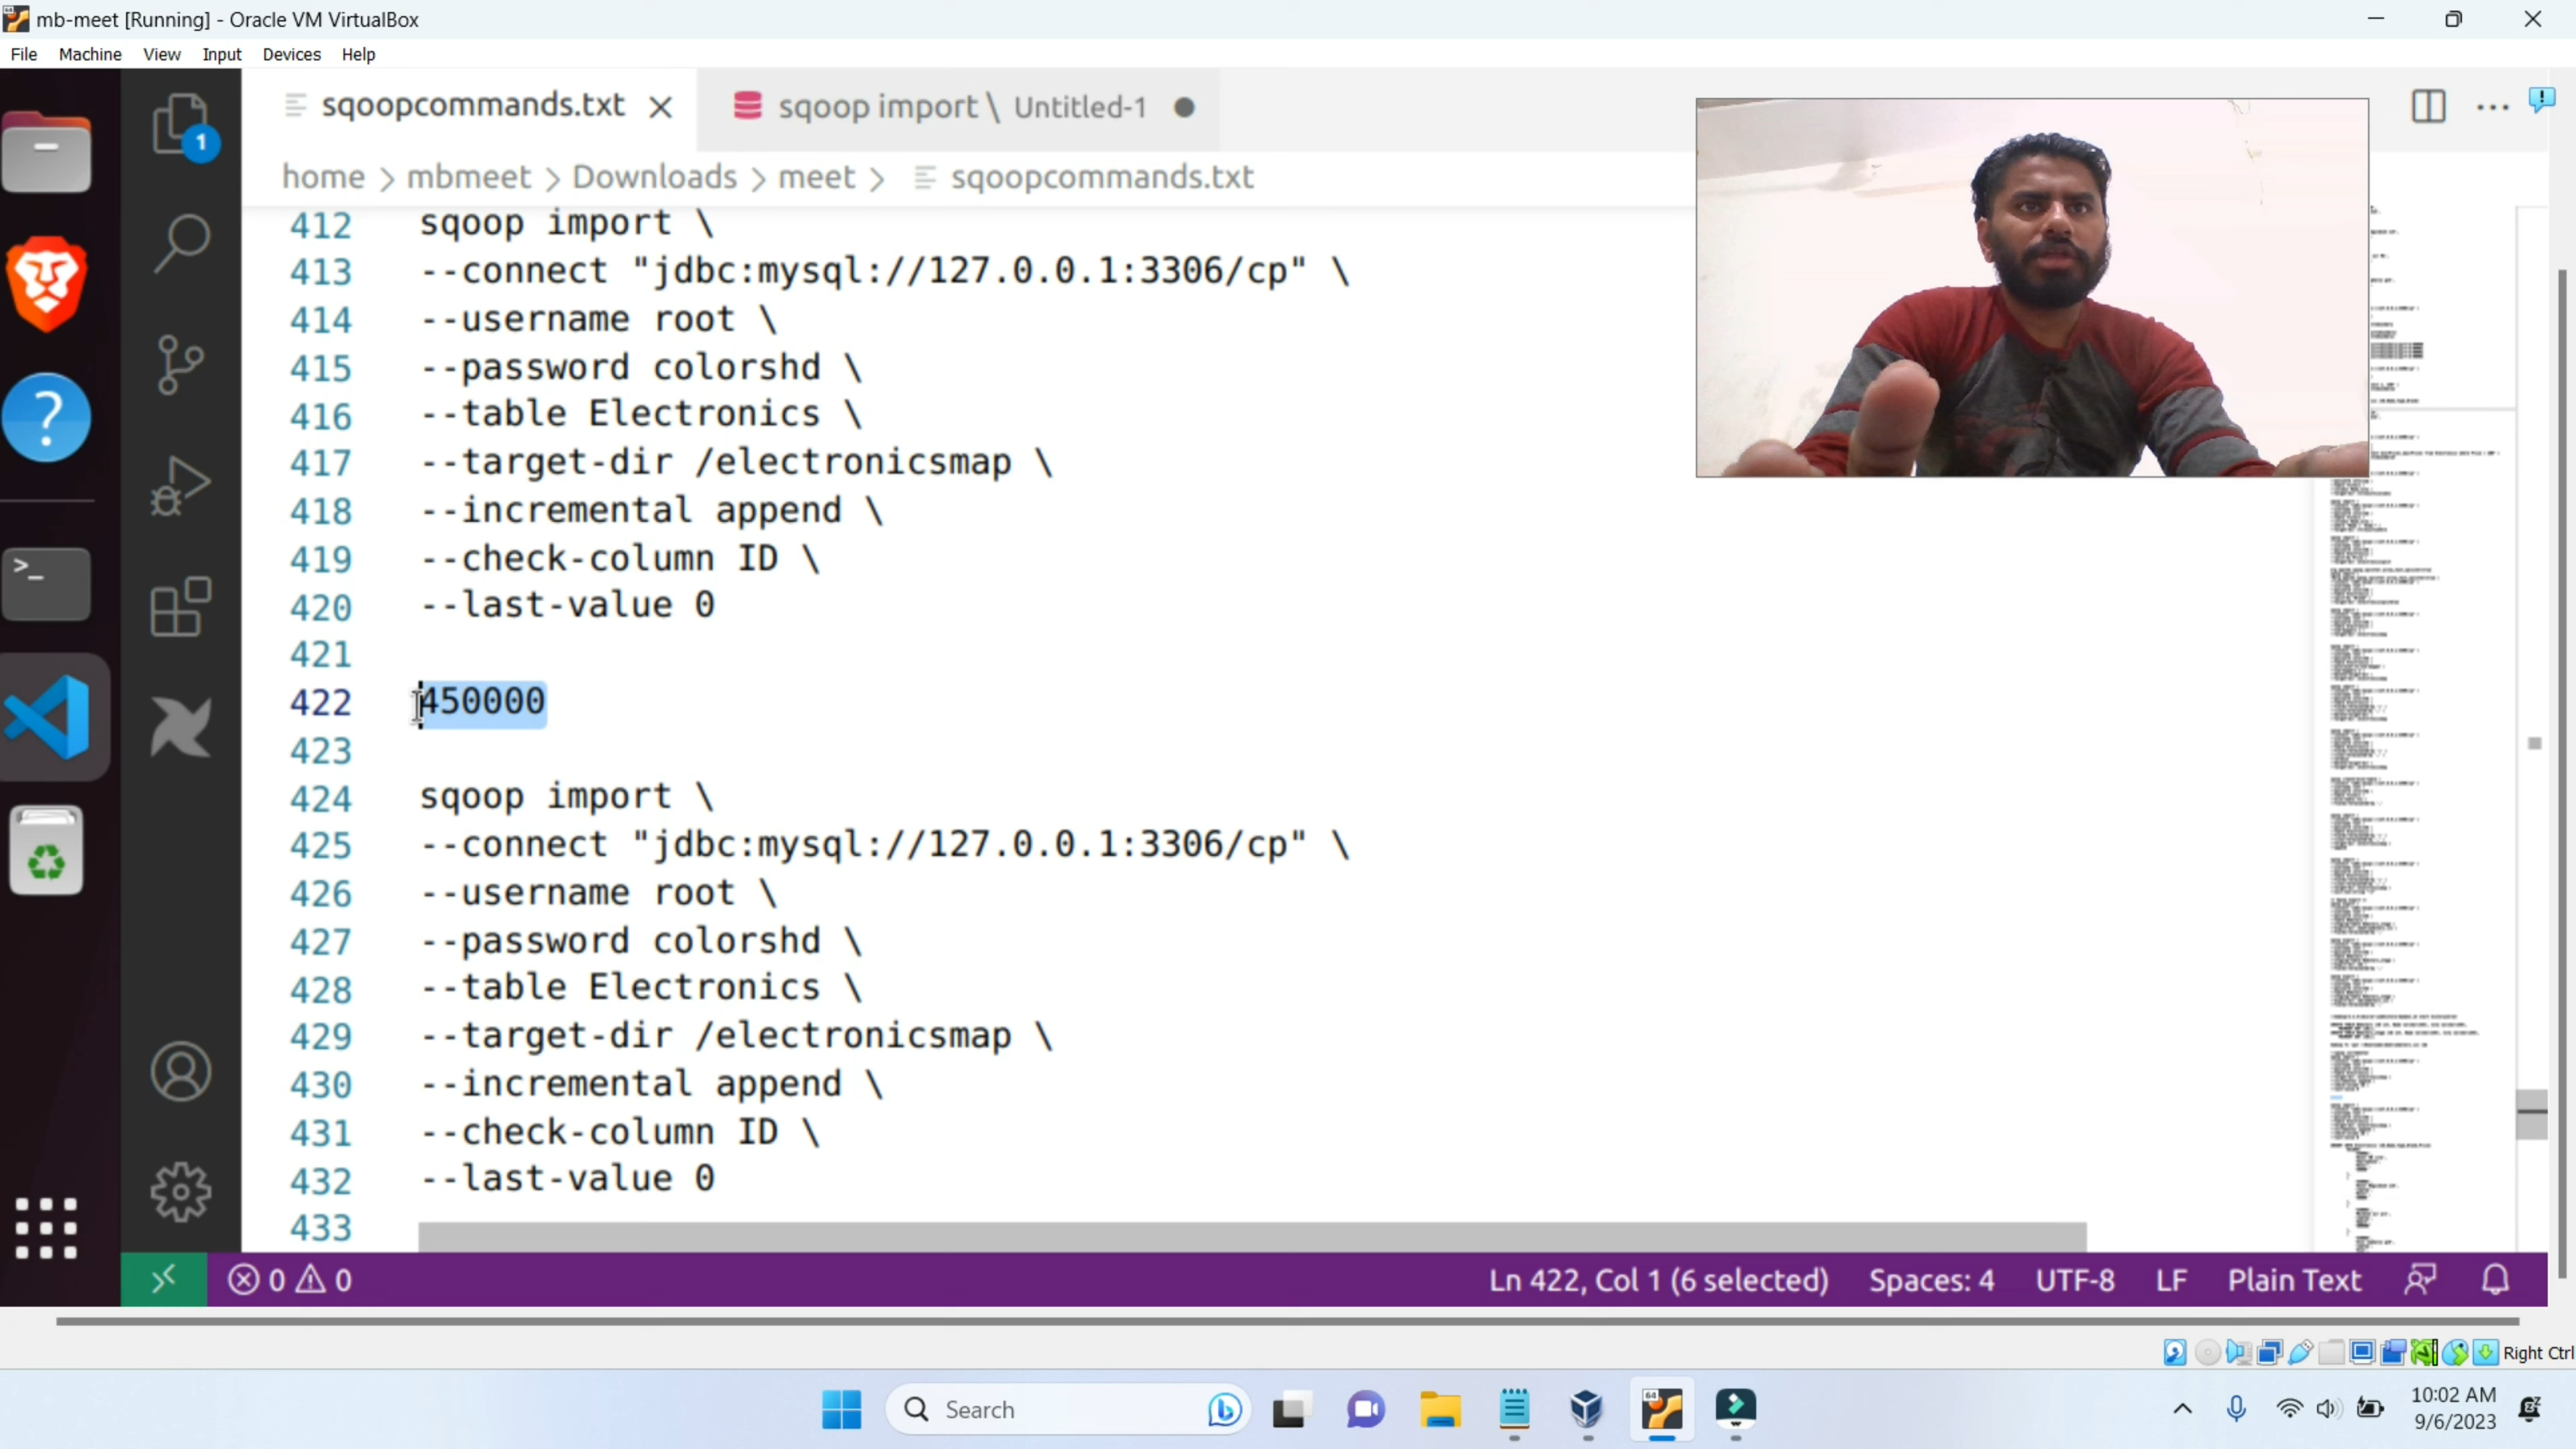 mb-meet [Running] - Oracle VM VirtualBox
File Machine View Input Devices Help
sqoopcommands.txt
sqoop import \ Untitled-1
home > mbmeet > Downloads > meet > sqoopcommands.txt
1
412 sqoop import \
413 --connect "jdbc:mysql://127.0.0.1:3306/cp" \
414 --username root \
415 --password colorshd \
416 --table Electronics \
417 --target-dir /electronicsmap \
418 --incremental append \
419 --check-column ID \
420 --last-value 0
421
422 450000
423
424 sqoop import \
425 --connect "jdbc:mysql://127.0.0.1:3306/cp" \
426 --username root \
427 --password colorshd \
428 --table Electronics \
429 --target-dir /electronicsmap \
430 --incremental append \
431 --check-column ID \
432 --last-value 0
433
0 0
Ln 422, Col 1 (6 selected) Spaces: 4 UTF-8 LF Plain Text
Right Ctrl
Search
64
10:02 AM
9/6/2023